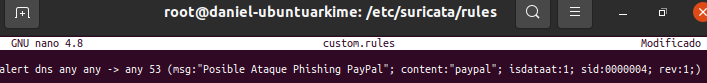 root@daniel-ubuntuarkime: /etc/suricata/rules
GNU nano 4.8 custom.rules Modificado
alert dns any any -> any 53 (msg:"Posible Ataque Phishing PayPal"; content:"paypal"; isdataat:1; sid:0000004; rev:1;)